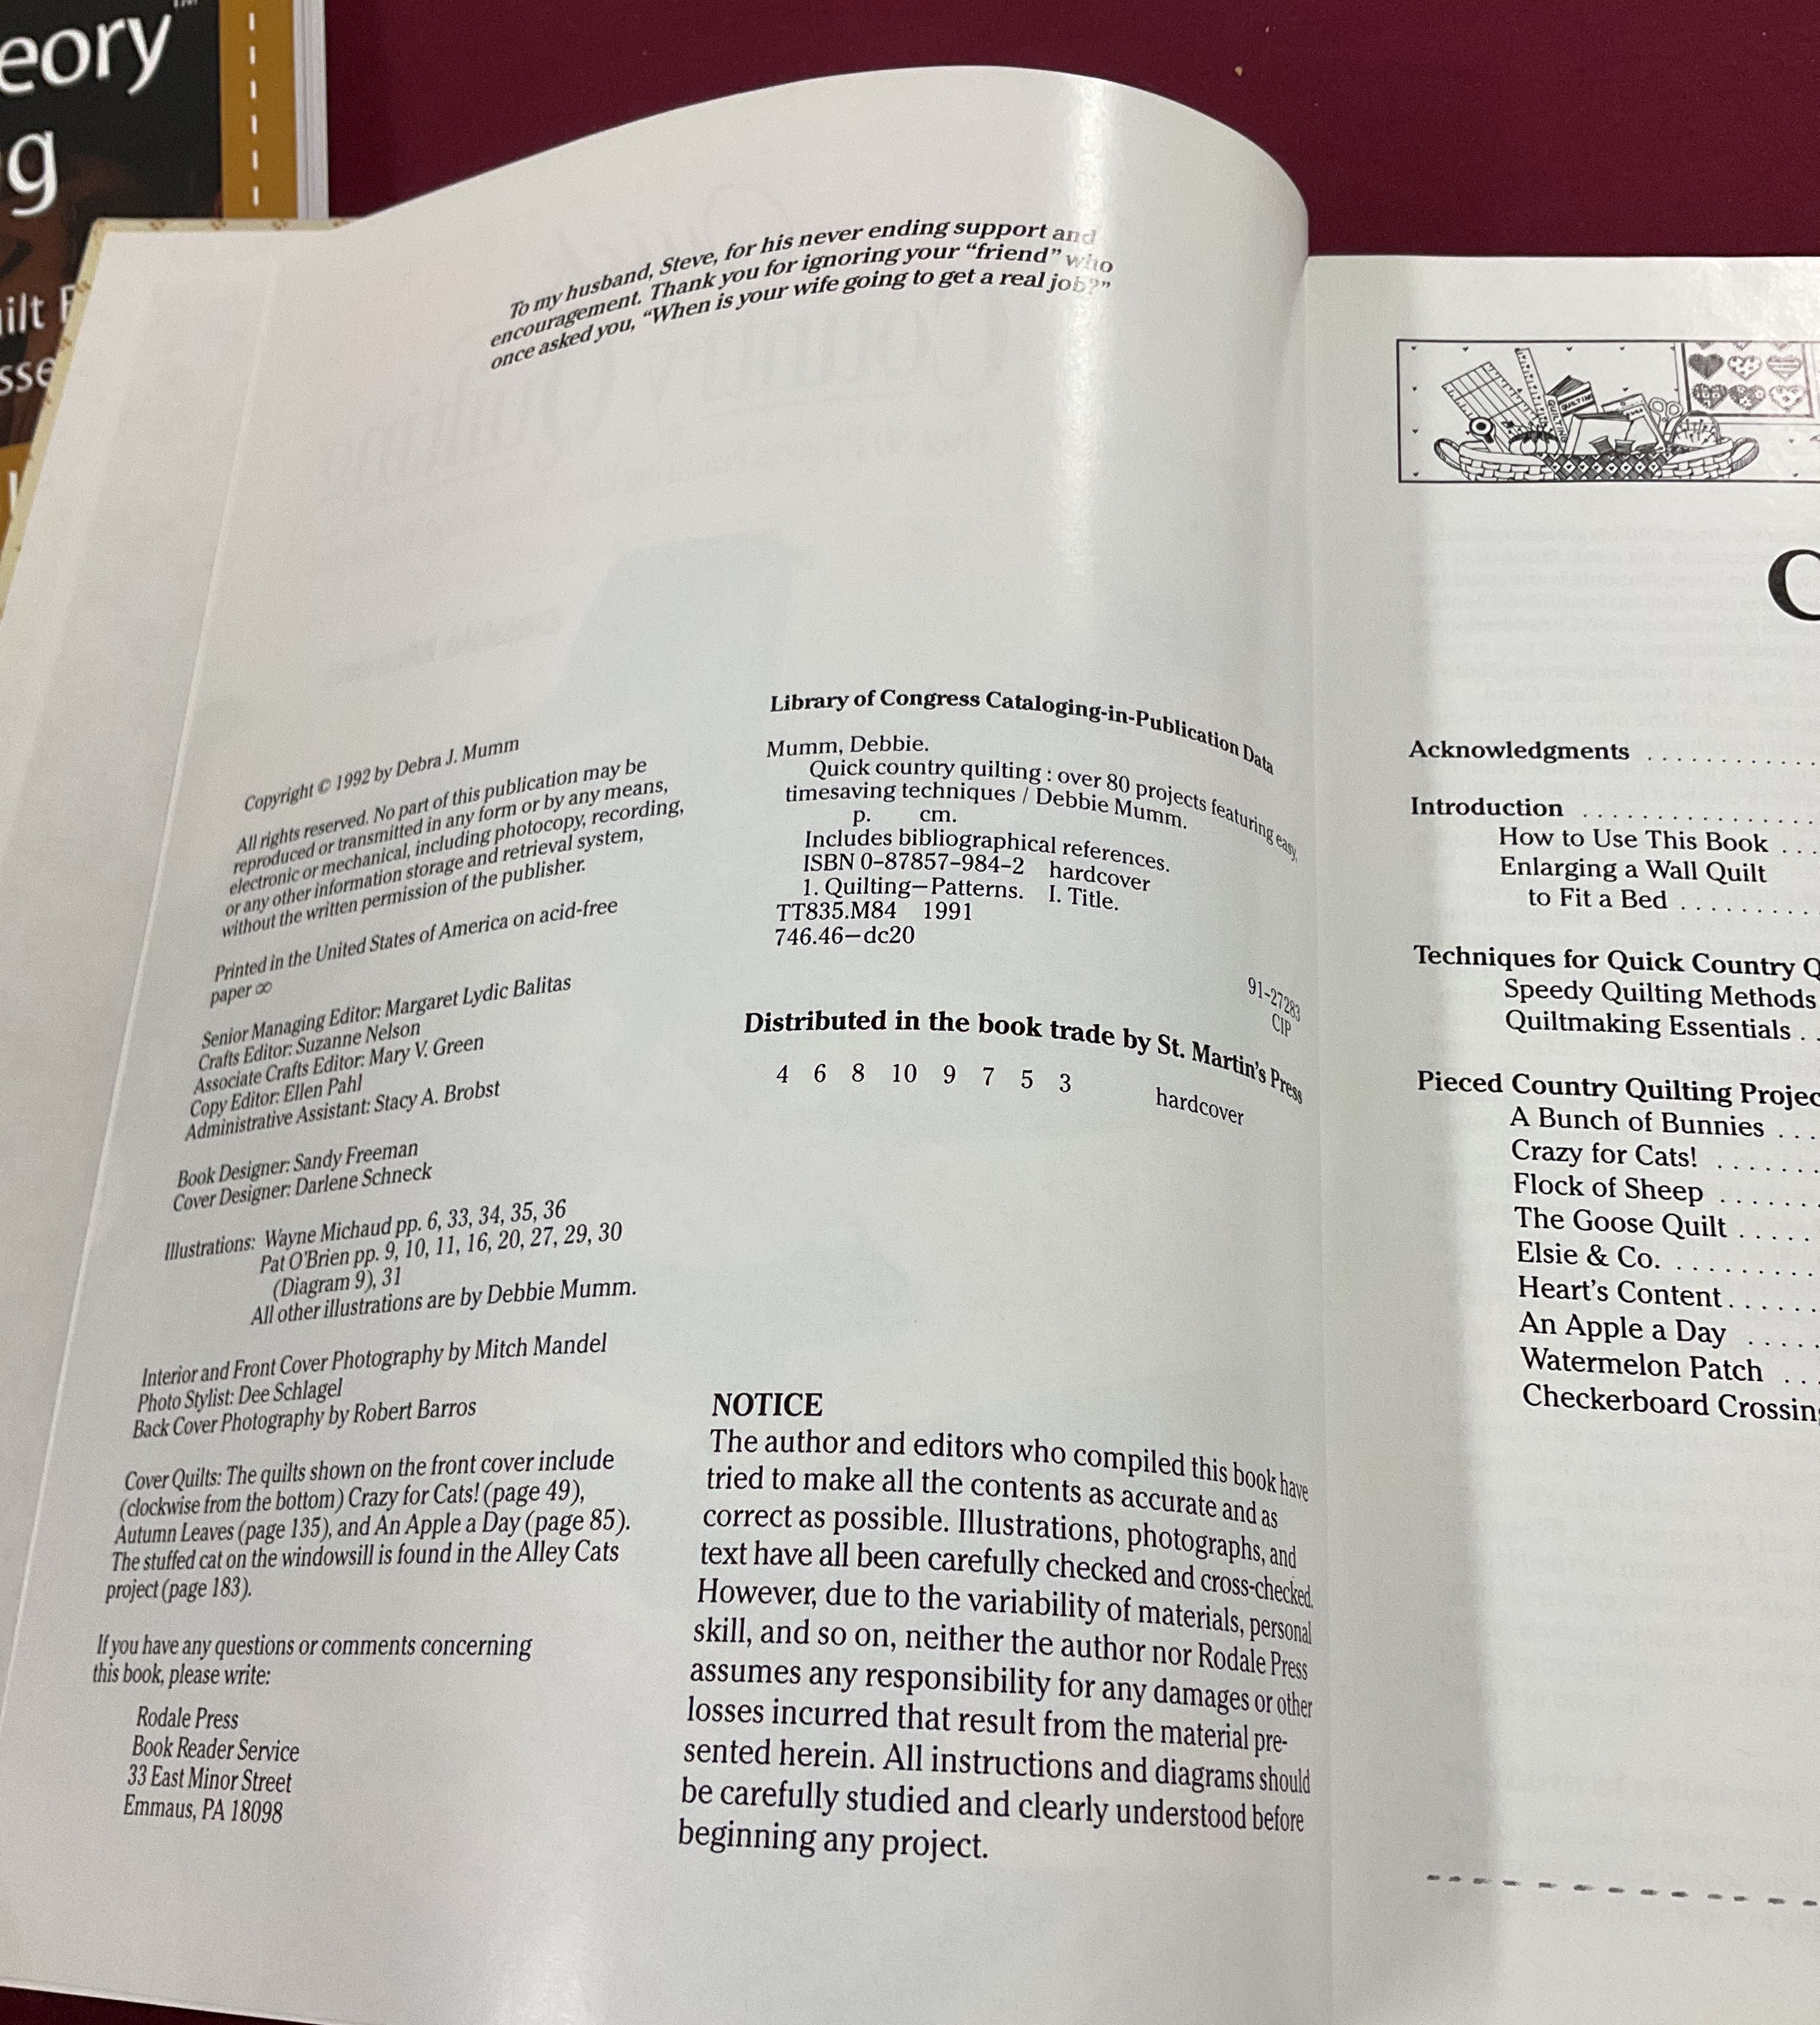 eory
™
g
ilt
sse
To my husband, Steve, for his never ending support and
encouragement. Thank you for ignoring your “friend” who
once asked you, “When is your wife going to get a real job?”
Copyright © 1992 by Debra J. Mumm
All rights reserved. No part of this publication may be
reproduced or transmitted in any form or by any means,
electronic or mechanical, including photocopy, recording,
or any other information storage and retrieval system,
without the written permission of the publisher.
Printed in the United States of America on acid-free
paper ∞
Senior Managing Editor: Margaret Lydic Balitas
Crafts Editor: Suzanne Nelson
Associate Crafts Editor: Mary V. Green
Copy Editor: Ellen Pahl
Administrative Assistant: Stacy A. Brobst
Book Designer: Sandy Freeman
Cover Designer: Darlene Schneck
Illustrations: Wayne Michaud pp. 6, 33, 34, 35, 36
Pat O’Brien pp. 9, 10, 11, 16, 20, 27, 29, 30
(Diagram 9), 31
All other illustrations are by Debbie Mumm.
Interior and Front Cover Photography by Mitch Mandel
Photo Stylist: Dee Schlagel
Back Cover Photography by Robert Barros
Cover Quilts: The quilts shown on the front cover include
(clockwise from the bottom) Crazy for Cats! (page 49),
Autumn Leaves (page 135), and An Apple a Day (page 85).
The stuffed cat on the windowsill is found in the Alley Cats
project (page 183).
If you have any questions or comments concerning
this book, please write:
Rodale Press
Book Reader Service
33 East Minor Street
Emmaus, PA 18098
Library of Congress Cataloging-in-Publication Data
Mumm, Debbie.
Quick country quilting : over 80 projects featuring easy,
timesaving techniques / Debbie Mumm.
p. cm.
Includes bibliographical references.
ISBN 0–87857–984–2 hardcover
1. Quilting—Patterns. I. Title.
TT835.M84 1991
746.46—dc20
91–27283
CIP
Distributed in the book trade by St. Martin’s Press
4 6 8 10 9 7 5 3 hardcover
NOTICE
The author and editors who compiled this book have
tried to make all the contents as accurate and as
correct as possible. Illustrations, photographs, and
text have all been carefully checked and cross-checked.
However, due to the variability of materials, personal
skill, and so on, neither the author nor Rodale Press
assumes any responsibility for any damages or other
losses incurred that result from the material pre-
sented herein. All instructions and diagrams should
be carefully studied and clearly understood before
beginning any project.
QUILTING
QUILTING
C
Acknowledgments . . . . . . . . . . . .
Introduction . . . . . . . . . . . . . . . .
How to Use This Book . . .
Enlarging a Wall Quilt
to Fit a Bed . . . . . . . . .
Techniques for Quick Country Q
Speedy Quilting Methods
Quiltmaking Essentials . .
Pieced Country Quilting Projec
A Bunch of Bunnies . . .
Crazy for Cats! . . . . . . .
Flock of Sheep . . . . . . .
The Goose Quilt . . . . .
Elsie & Co. . . . . . . . . . .
Heart’s Content . . . . . .
An Apple a Day . . . . .
Watermelon Patch . . .
Checkerboard Crossing